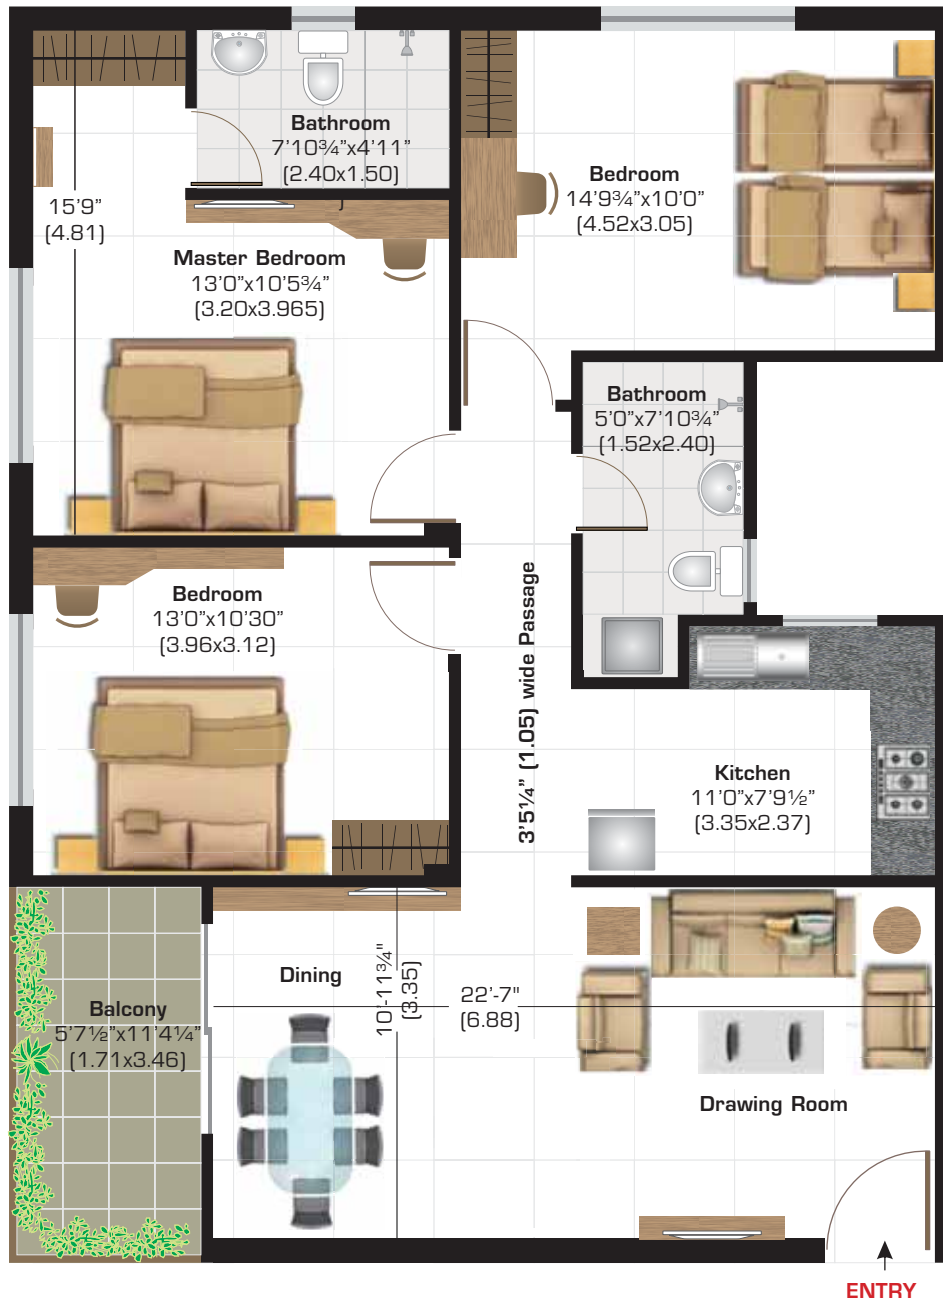 Bathroom
7’10¾”x4’11”
(2.40x1.50)
Bedroom
14’9¾”x10’0”
(4.52x3.05)
15’9”
(4.81)
Master Bedroom
13’0”x10’5¾”
(3.20x3.965)
Bathroom
5’0”x7’10¾”
(1.52x2.40)
Bedroom
13’0”x10’30”
(3.96x3.12)
3’5¼” (1.05) wide Passage
Kitchen
11’0”x7’9½”
(3.35x2.37)
Dining
10’-11¾"
(3.35)
22’-7"
(6.88)
Balcony
5’7½”x11’4¼”
(1.71x3.46)
Drawing Room
ENTRY